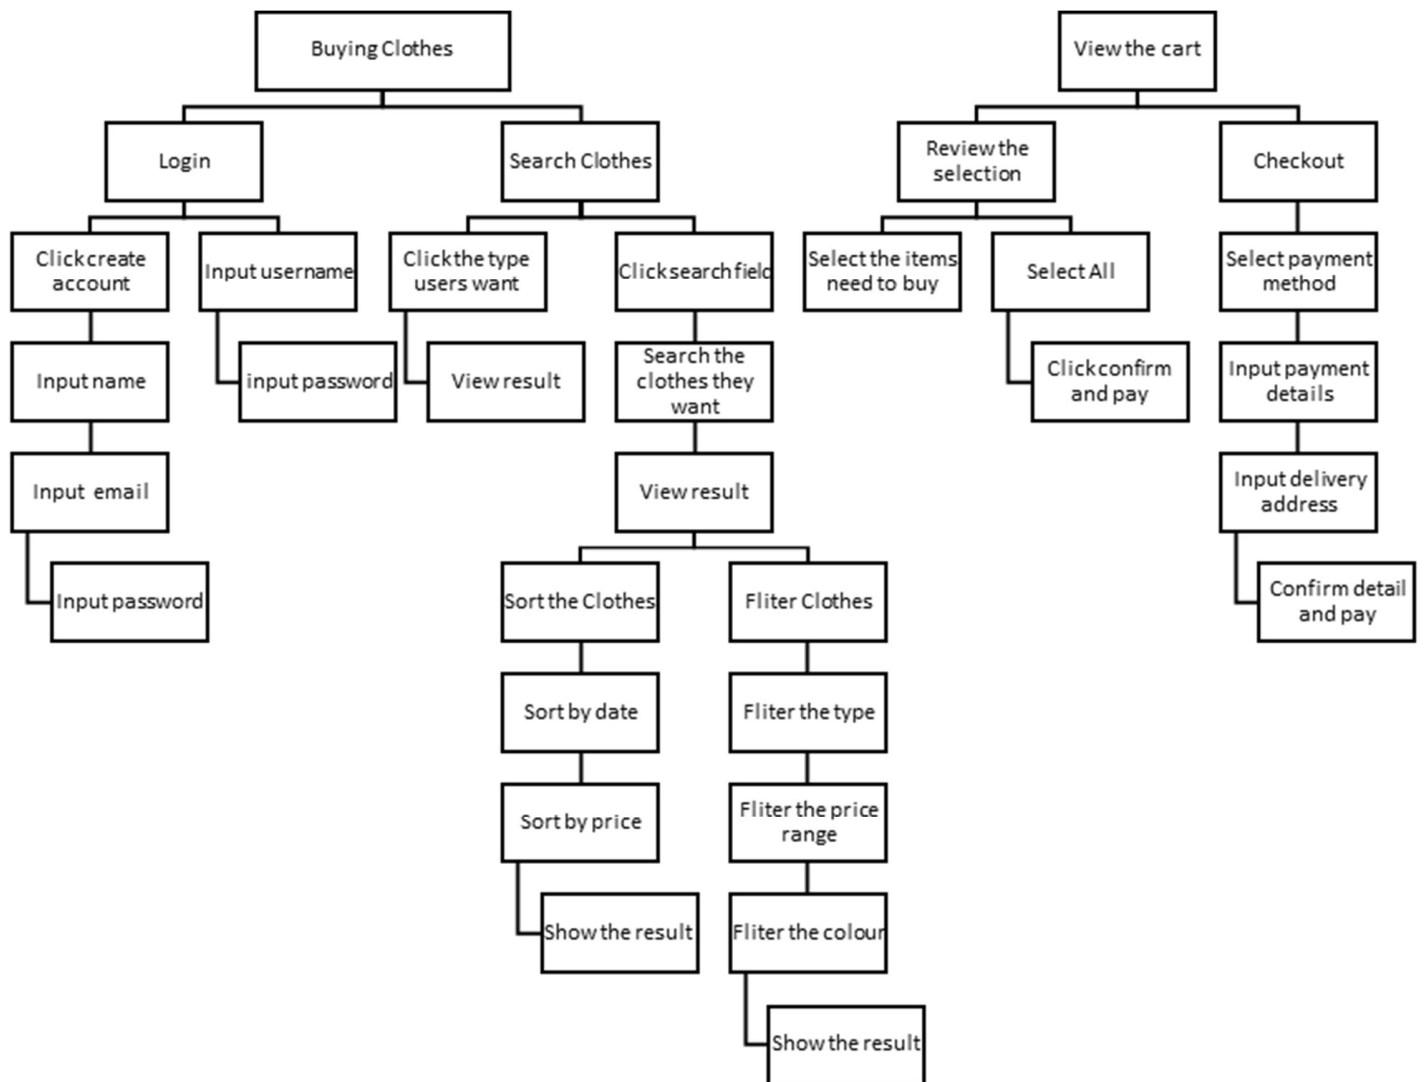 Buying Clothes
View the cart
Login
Search Clothes
Review the
selection
Checkout
Click create
account
Input username
Click the type
users want
Click search field
Select the items
need to buy
Select All
Select payment
method
Input name
input password
View result
Search the
clothes they
want
Click confirm
and pay
Input payment
details
Input email
View result
Input delivery
address
Input password
Sort the Clothes
Fliter Clothes
Confirm detail
and pay
Sort by date
Fliter the type
Sort by price
Fliter the price
range
Show the result
Fliter the colour
Show the result